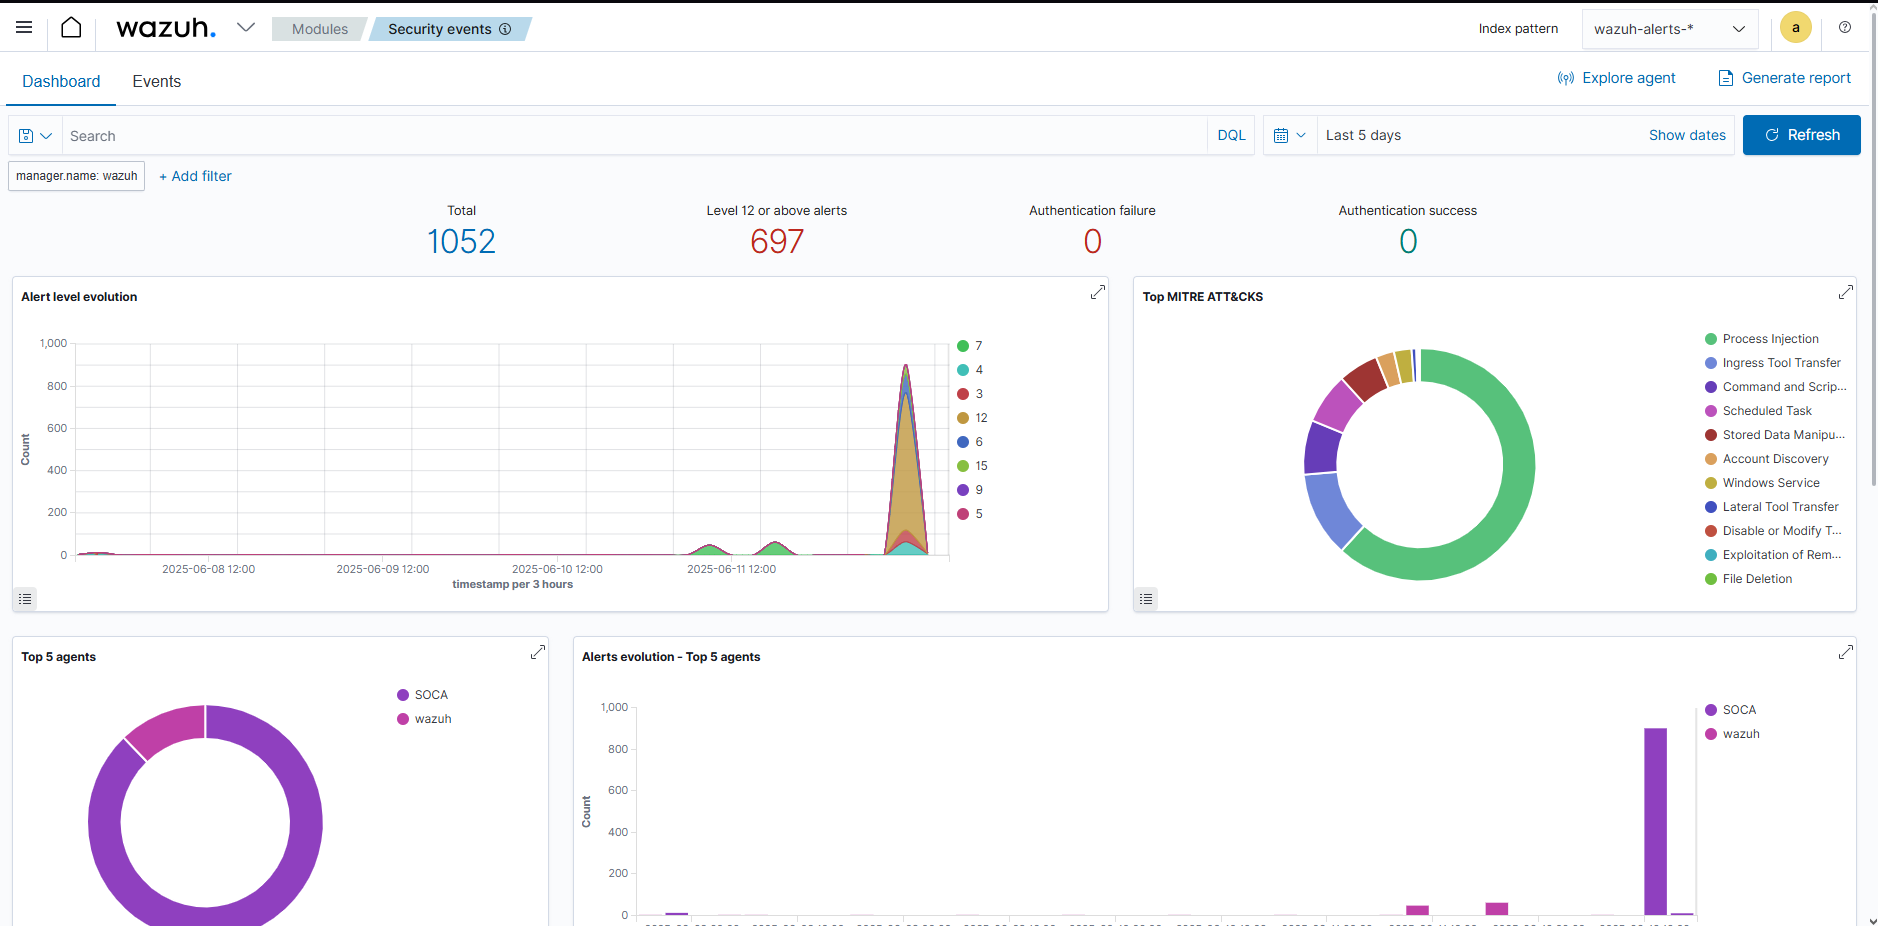 wazuh.
Modules
Security events
Index pattern
wazuh-alerts-*
a
Dashboard
Events
Explore agent
Generate report
Search
DQL
Last 5 days
Show dates
Refresh
manager.name: wazuh
+ Add filter
Total
1052
Level 12 or above alerts
697
Authentication failure
0
Authentication success
0
Alert level evolution
1,000
800
600
400
200
0
Count
2025-06-08 12:00
2025-06-09 12:00
2025-06-10 12:00
2025-06-11 12:00
timestamp per 3 hours
7
4
3
12
6
15
9
5
Top MITRE ATT&CKS
Process Injection
Ingress Tool Transfer
Command and Scrip...
Scheduled Task
Stored Data Manipu...
Account Discovery
Windows Service
Lateral Tool Transfer
Disable or Modify T...
Exploitation of Rem...
File Deletion
Top 5 agents
SOCA
wazuh
Alerts evolution - Top 5 agents
1,000
800
600
400
200
0
Count
SOCA
wazuh